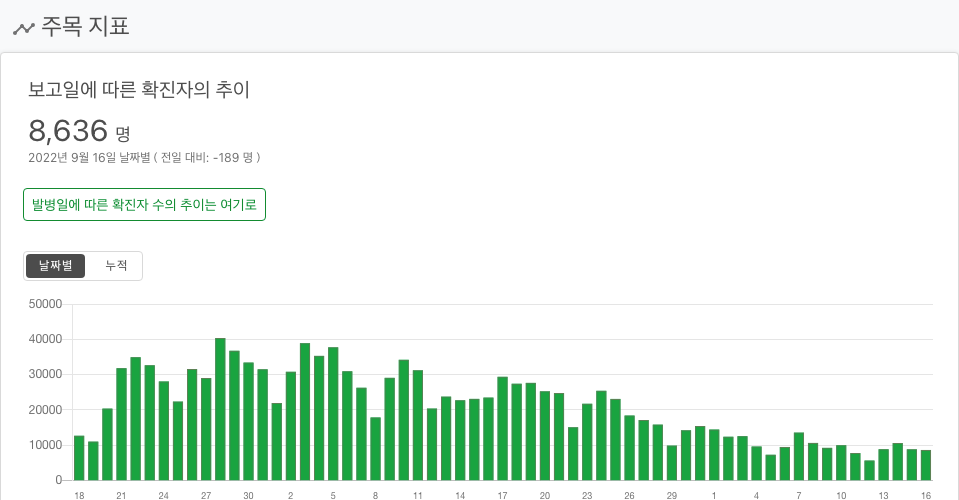 주목 지표
보고일에 따른 확진자의 추이
8,636 명
2022년 9월 16일 날짜별 ( 전일 대비: -189 명 )
발병일에 따른 확진자 수의 추이는 여기로
날짜별 누적
50000
40000
30000
20000
10000
0
18 21 24 27 30 2 5 8 11 14 17 20 23 26 29 1 4 7 10 13 16